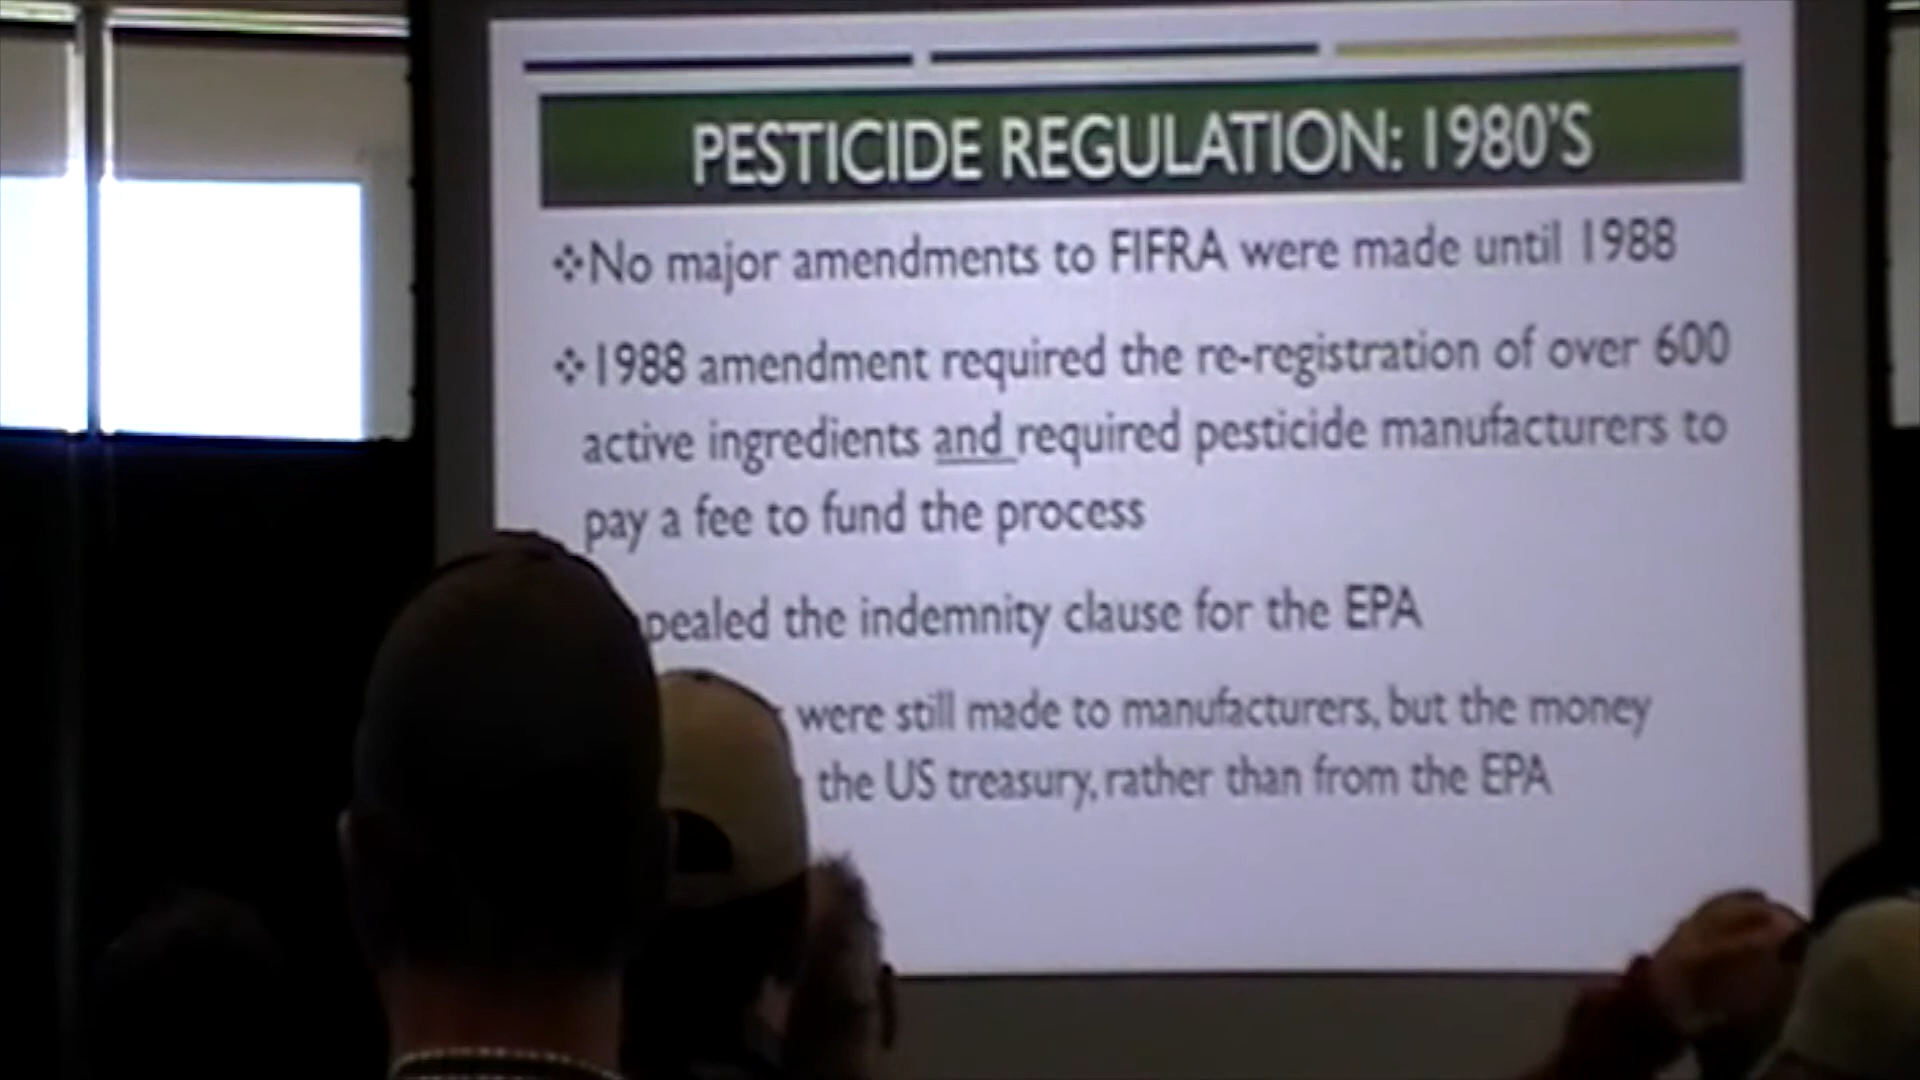 PESTICIDE REGULATION: 1980'S
❖No major amendments to FIFRA were made until 1988
❖1988 amendment required the re-registration of over 600
active ingredients and required pesticide manufacturers to
pay a fee to fund the process
the indemnity clause for the EPA
were still made to manufacturers, but the money
the US treasury, rather than from the EPA